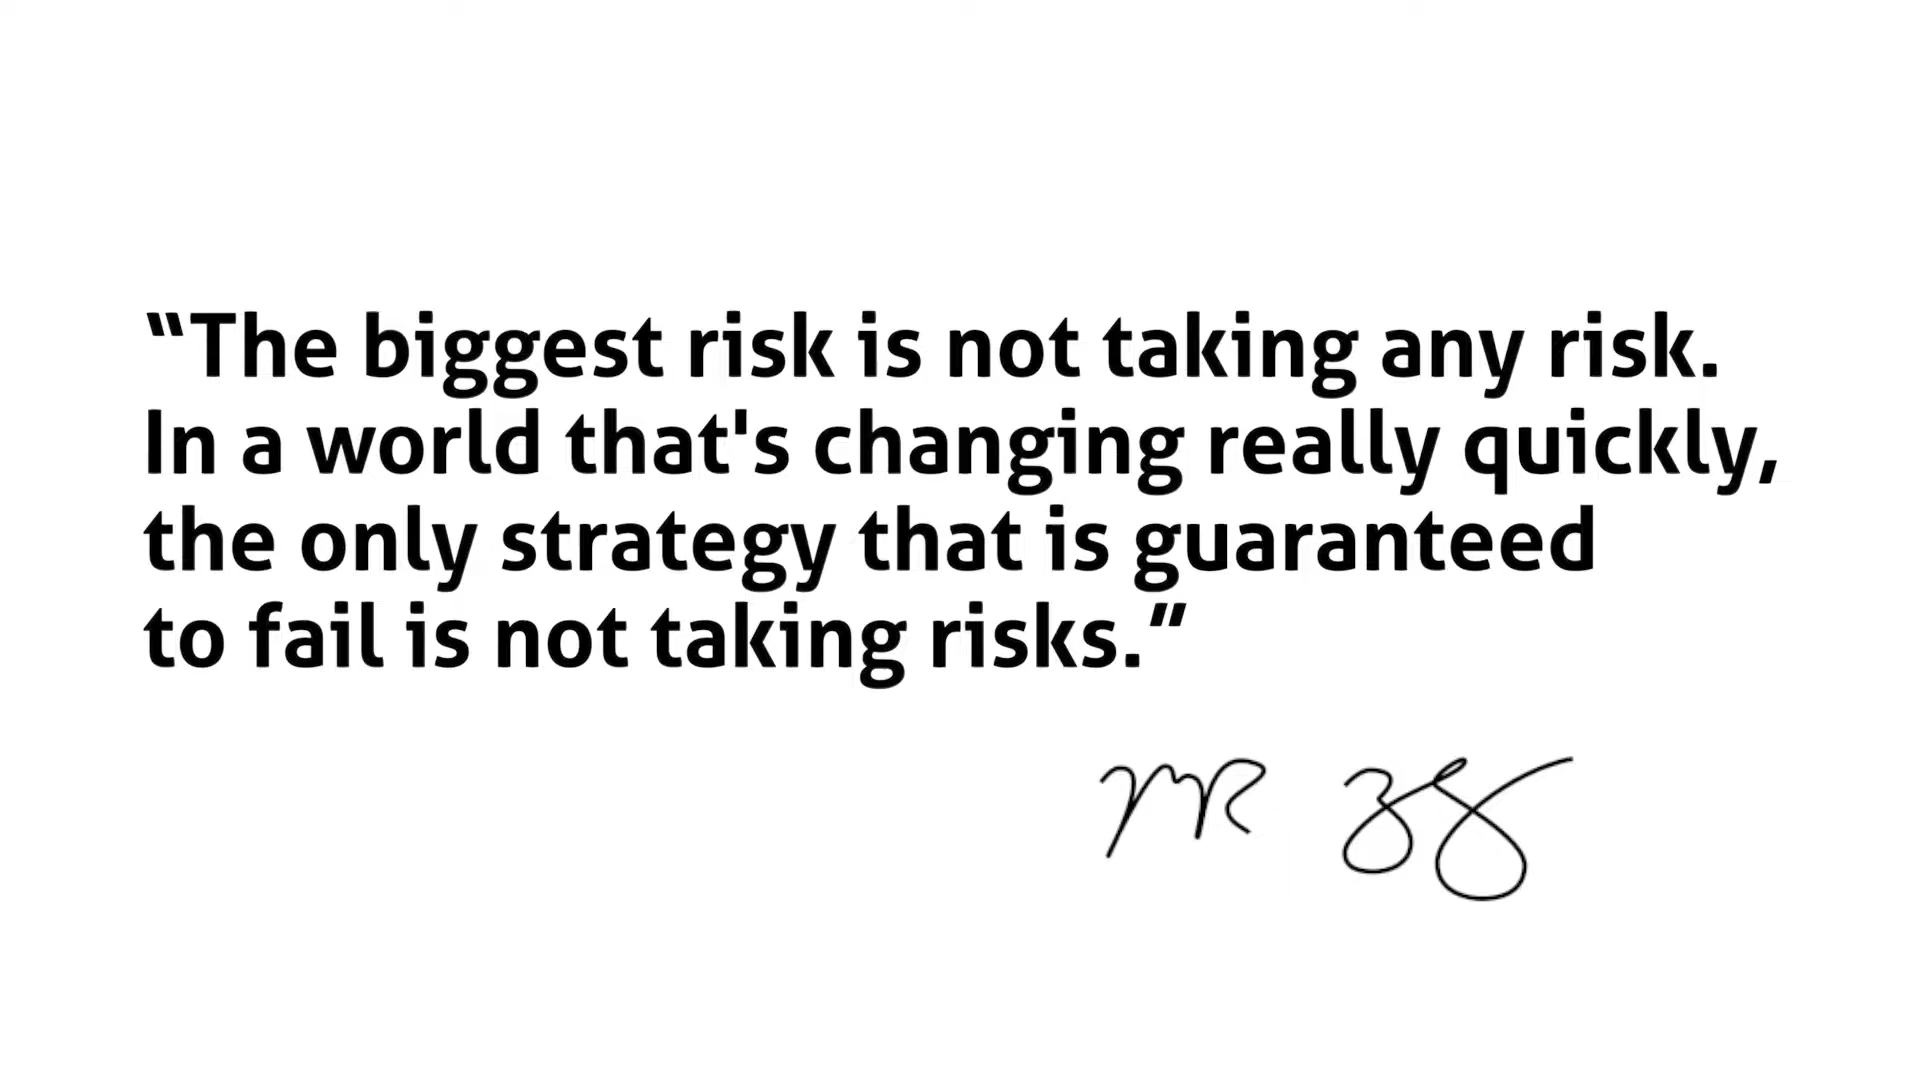 “The biggest risk is not taking any risk.
In a world that's changing really quickly,
the only strategy that is guaranteed
to fail is not taking risks.”